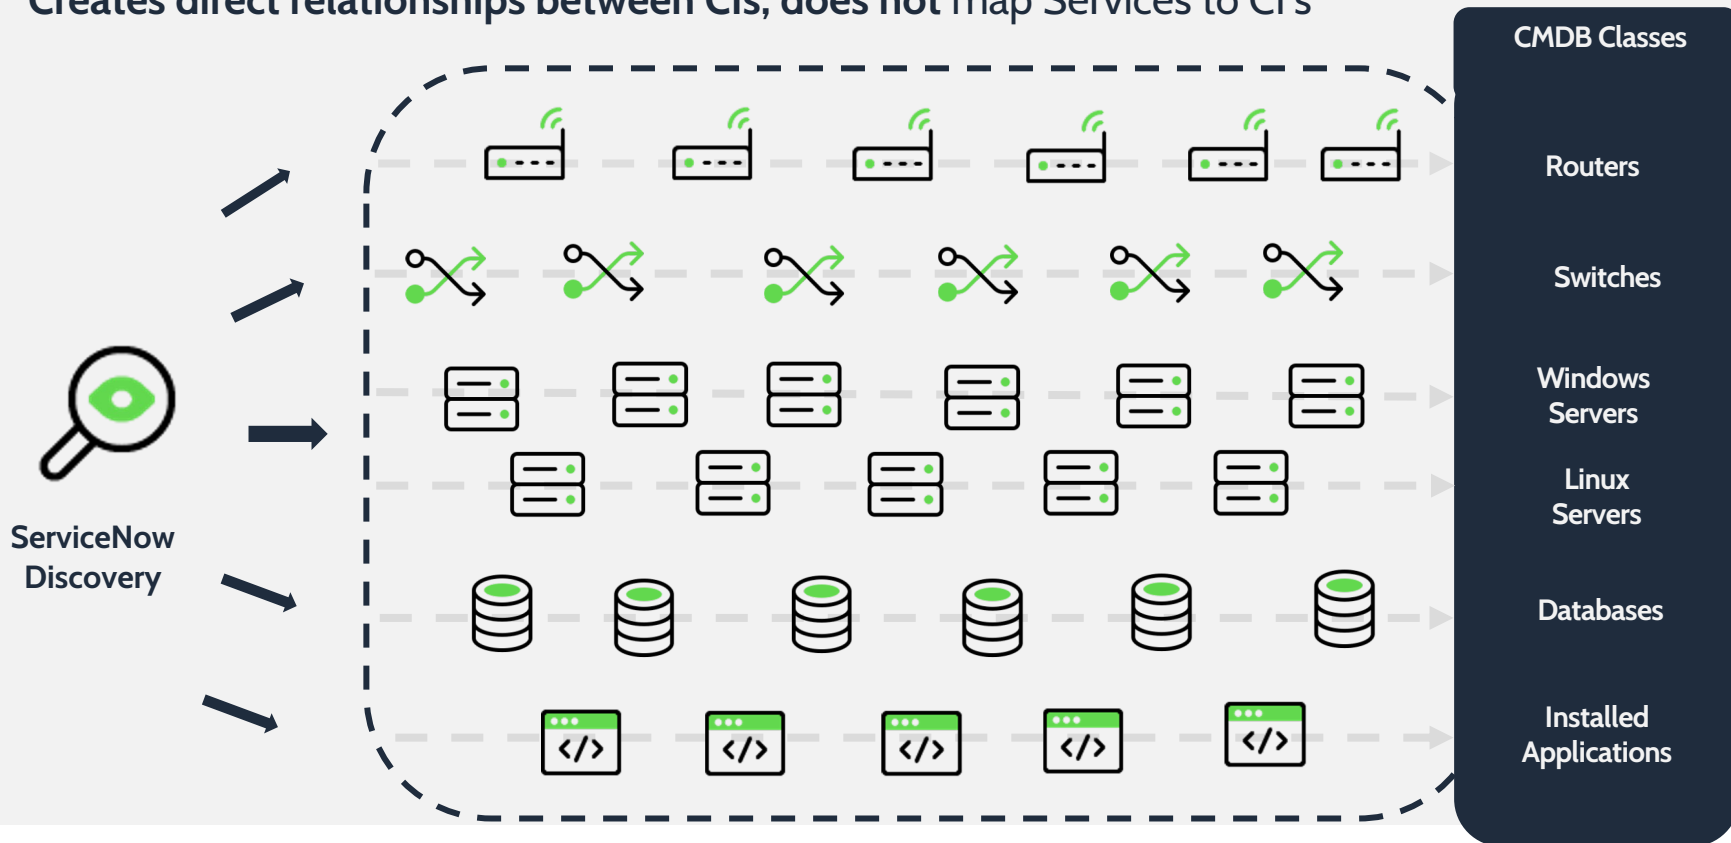 Creates direct relationships between CIs, does not map Services to CI's
CMDB Classes
Routers
Switches
Windows
Servers
Linux
Servers
ServiceNow
Discovery
Databases
Installed
Applications